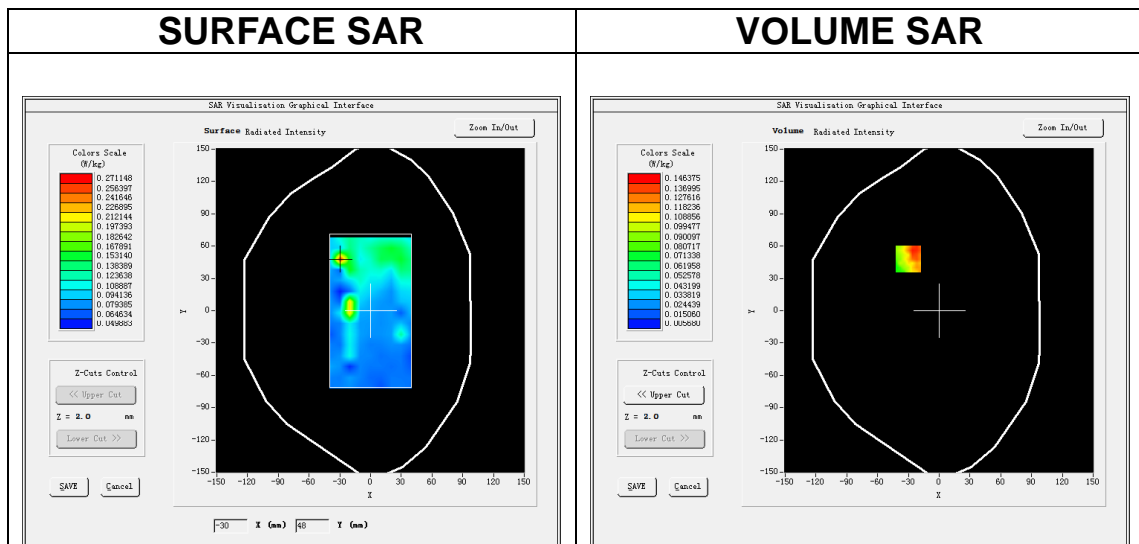 SURFACE SAR
VOLUME SAR
SAR Visualisation Graphical Interface
Surface Radiated Intensity
Zoom In/Out
Colors Scale
(W/kg)
0.271148
0.256397
0.241646
0.226895
0.212144
0.197393
0.182642
0.167891
0.153140
0.138389
0.123638
0.108887
0.094136
0.079385
0.064634
0.049883
150
120
90
60
30
0
-30
-60
-90
-120
-150
Y
-150 -120 -90 -60 -30 0 30 60 90 120 150
X
Z-Cuts Control
<< Upper Cut
Z = 2.0 mm
Lower Cut >>
SAVE Cancel
-30 X (mm) 48 Y (mm)
SAR Visualisation Graphical Interface
Volume Radiated Intensity
Zoom In/Out
Colors Scale
(W/kg)
0.146375
0.136995
0.127616
0.118236
0.108856
0.099477
0.090097
0.080717
0.071338
0.061958
0.052578
0.043199
0.033819
0.024439
0.015060
0.005680
150
120
90
60
30
0
-30
-60
-90
-120
-150
Y
-150 -120 -90 -60 -30 0 30 60 90 120 150
X
Z-Cuts Control
<< Upper Cut
Z = 2.0 mm
Lower Cut >>
SAVE Cancel